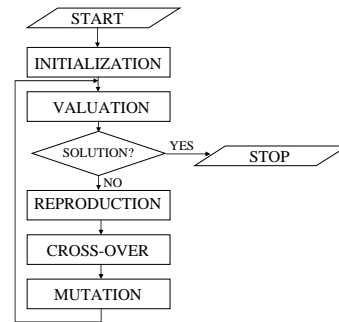 START
INITIALIZATION
VALUATION
SOLUTION?
YES
STOP
NO
REPRODUCTION
CROSS-OVER
MUTATION